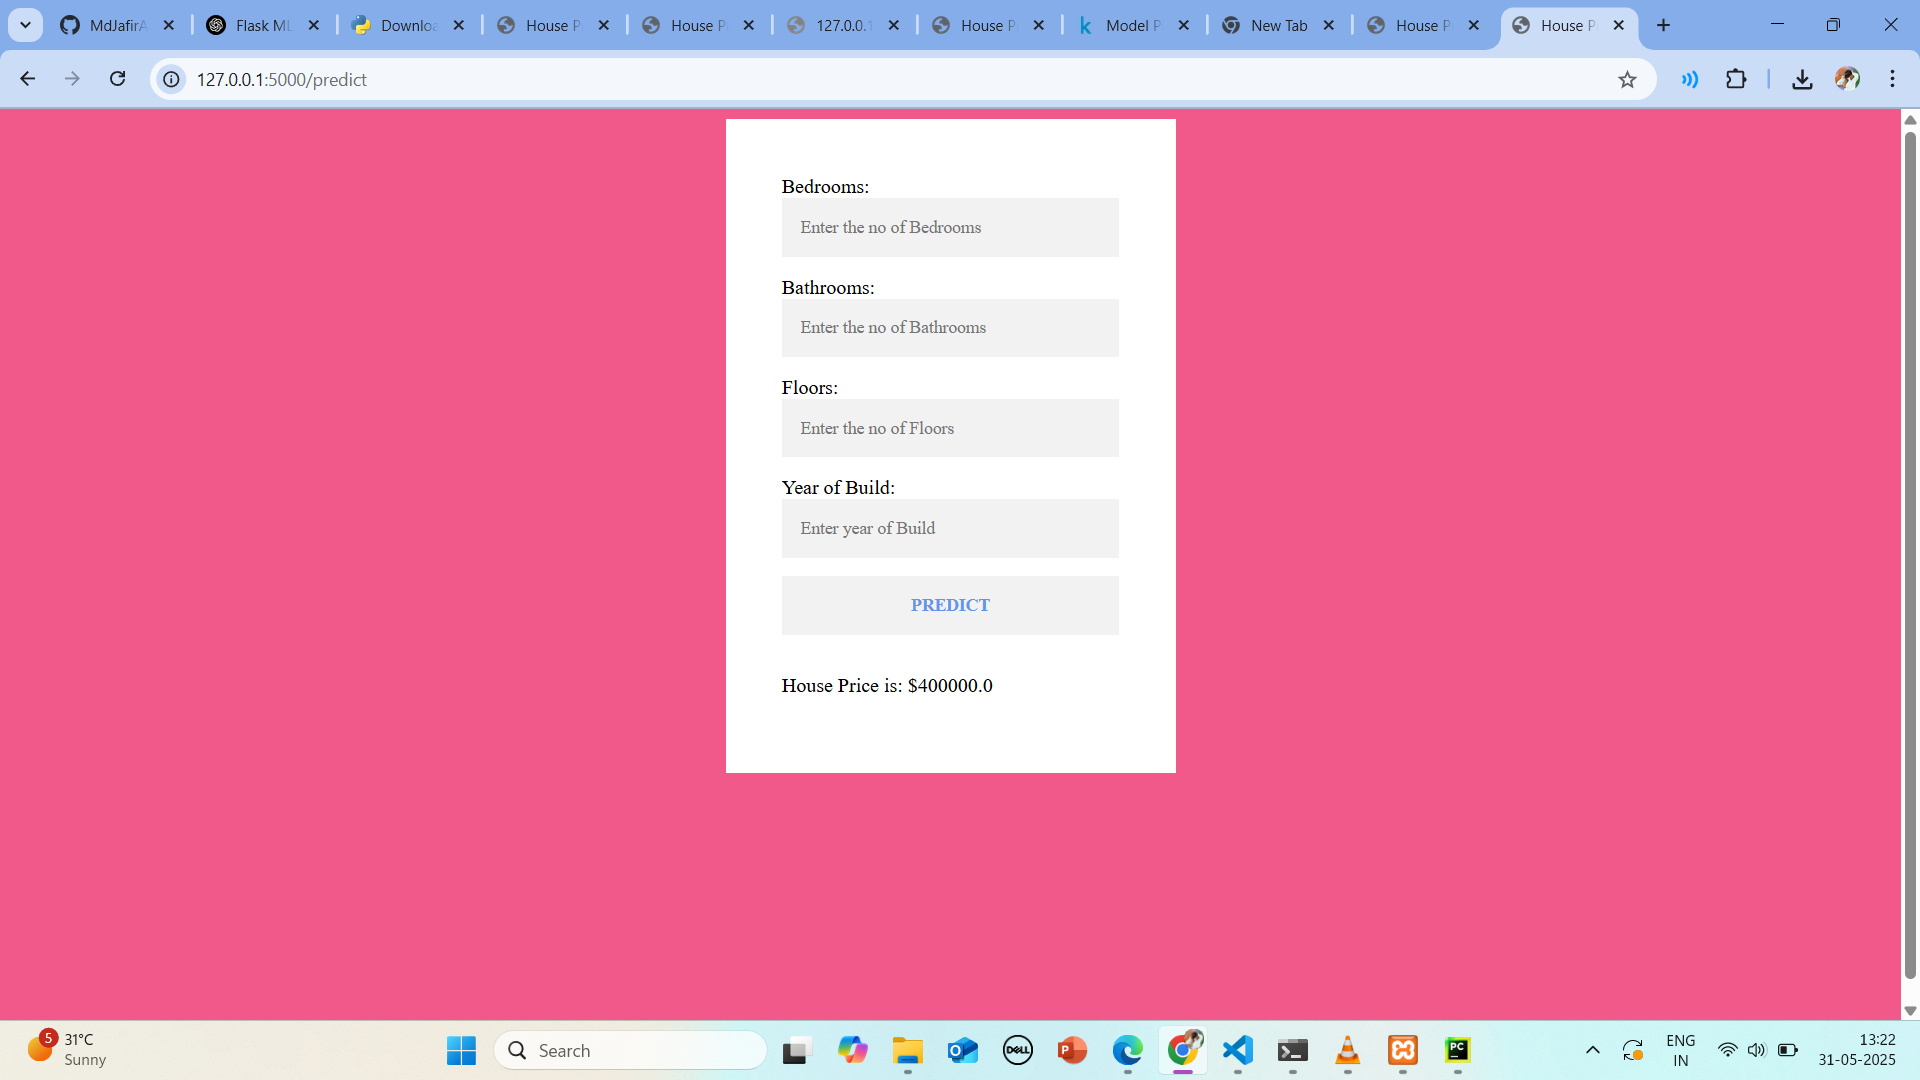 MdJafirA
Flask ML
Downloa
House P
House P
127.0.0.1
House P
Model P
New Tab
House P
House P
127.0.0.1:5000/predict
Bedrooms:
Enter the no of Bedrooms
Bathrooms:
Enter the no of Bathrooms
Floors:
Enter the no of Floors
Year of Build:
Enter year of Build
PREDICT
House Price is: $400000.0
5
31°C
Sunny
Search
DELL
PC
ENG
IN
13:22
31-05-2025